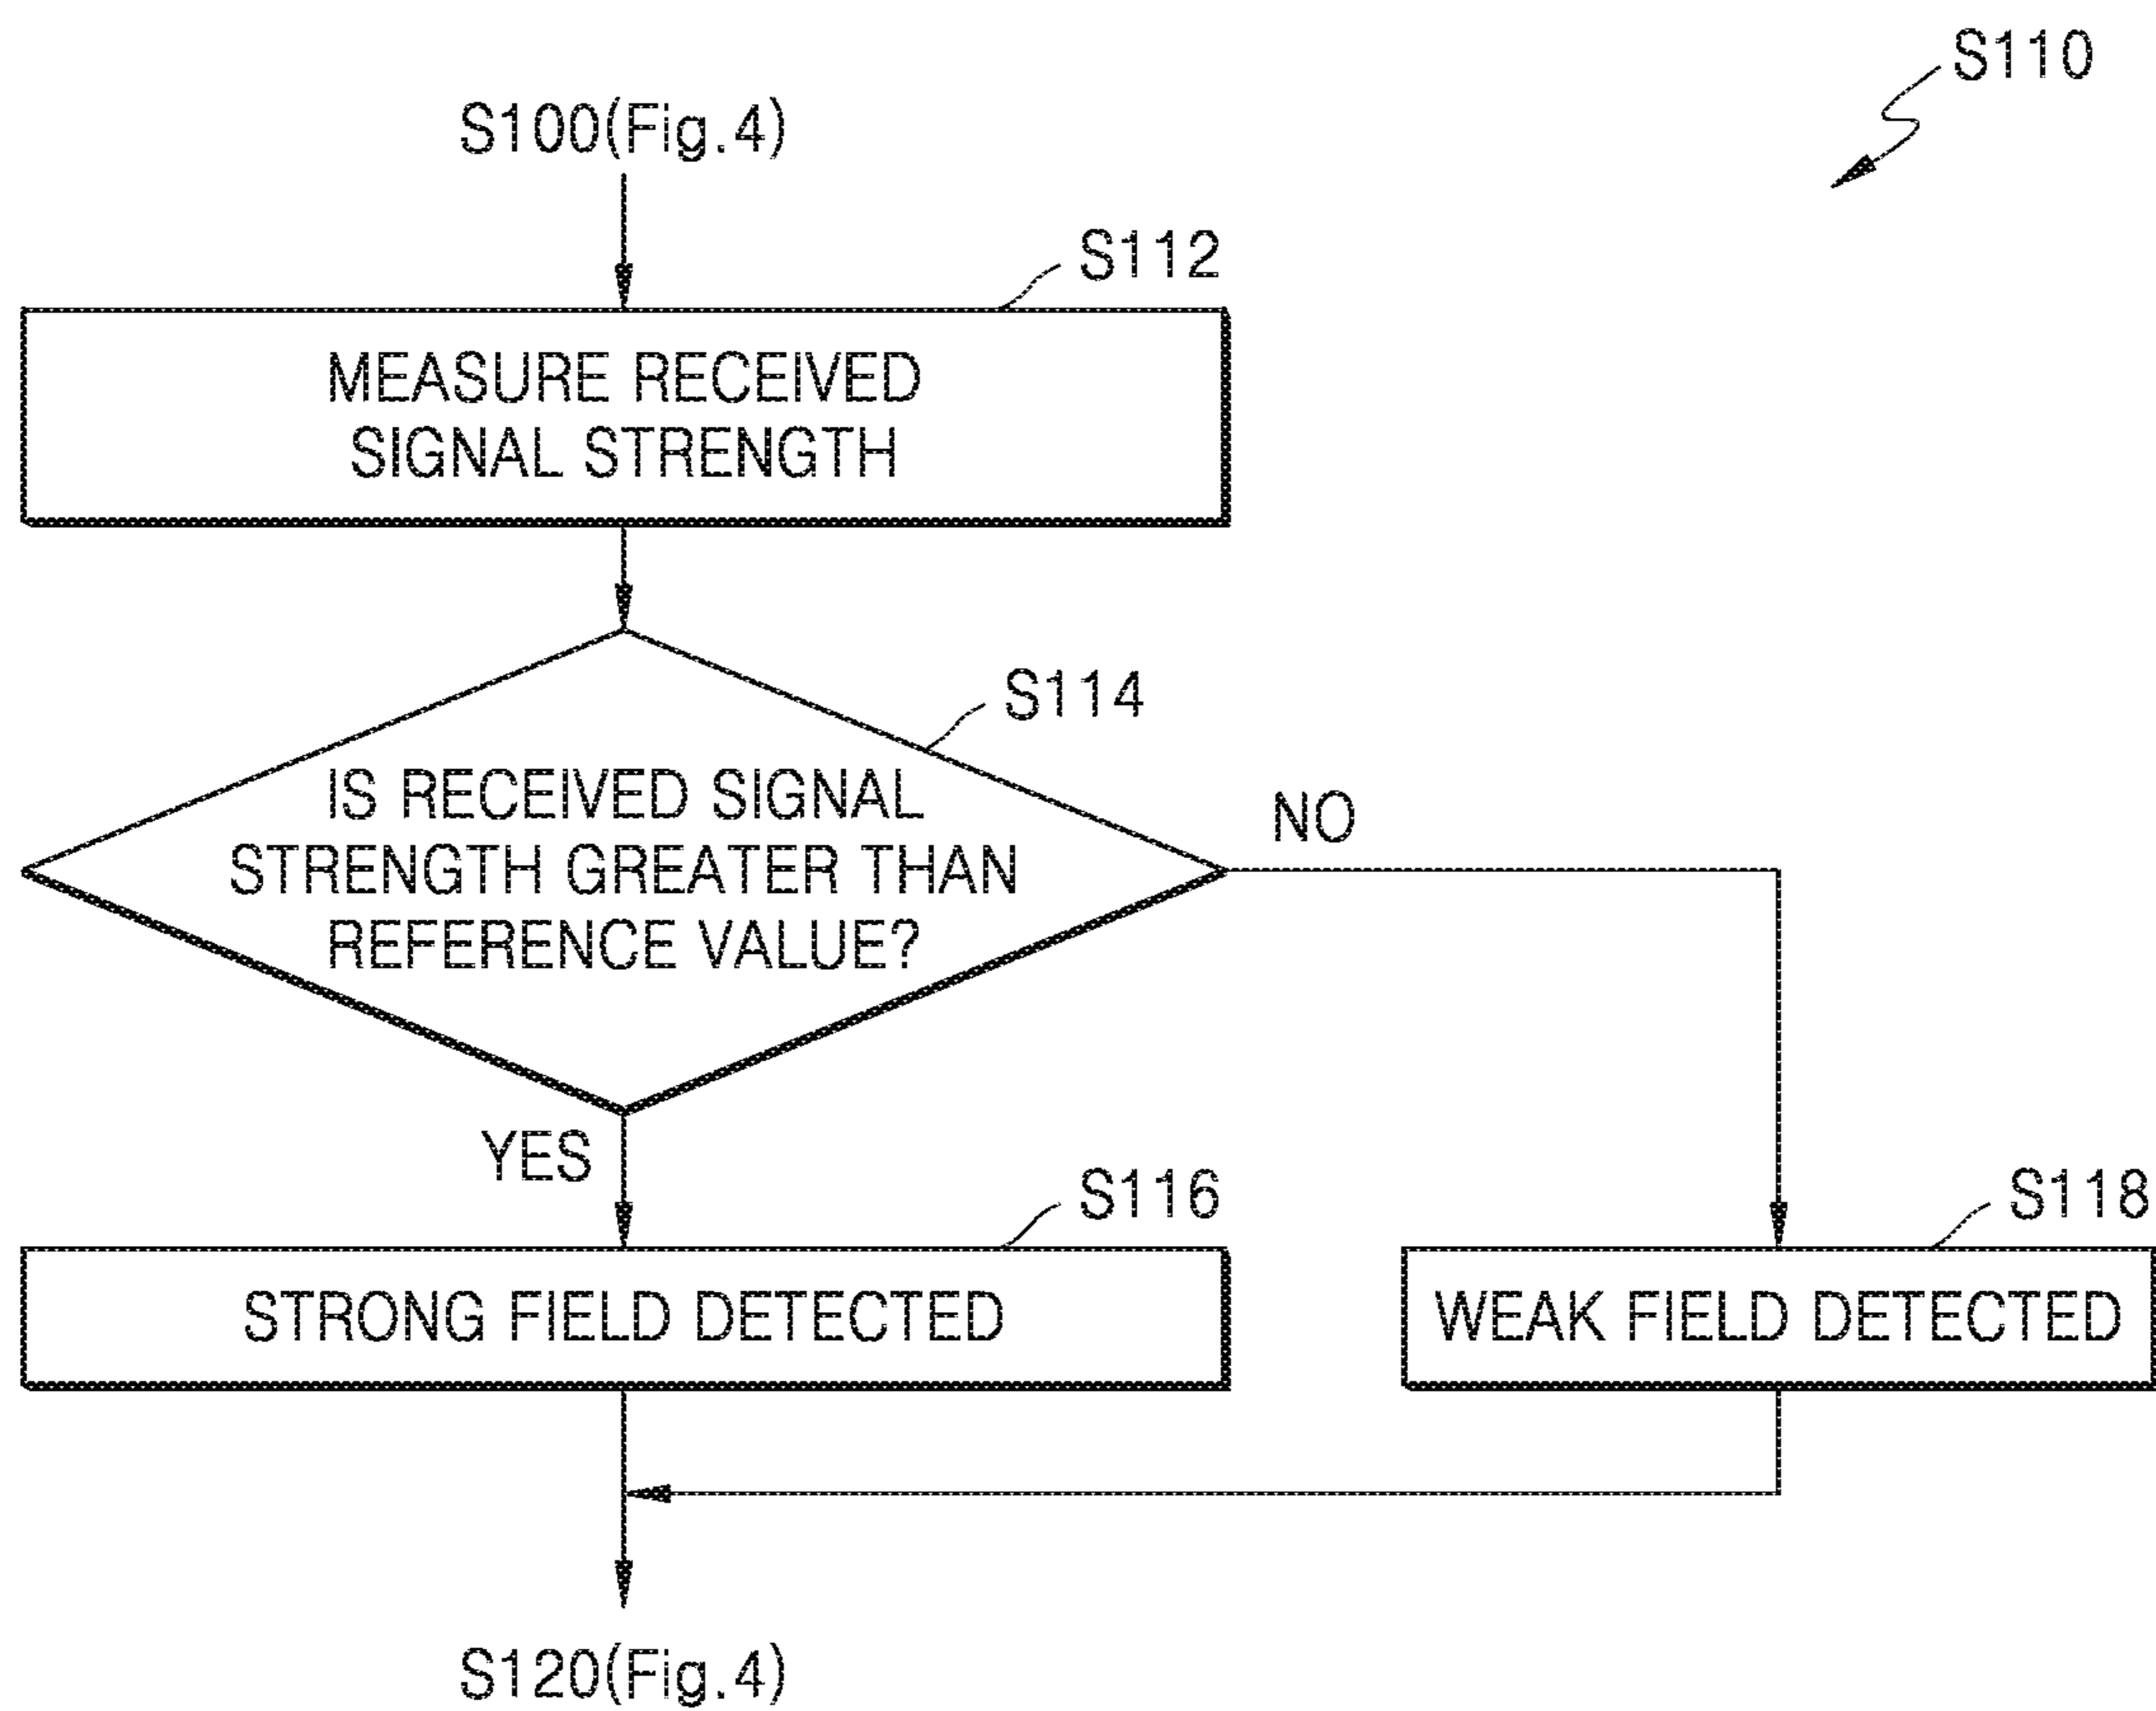 S110
S100(Fig.4)
S112
MEASURE RECEIVED
SIGNAL STRENGTH
S114
IS RECEIVED SIGNAL
STRENGTH GREATER THAN
REFERENCE VALUE?
NO
YES
S116
S118
STRONG FIELD DETECTED
WEAK FIELD DETECTED
S120(Fig.4)